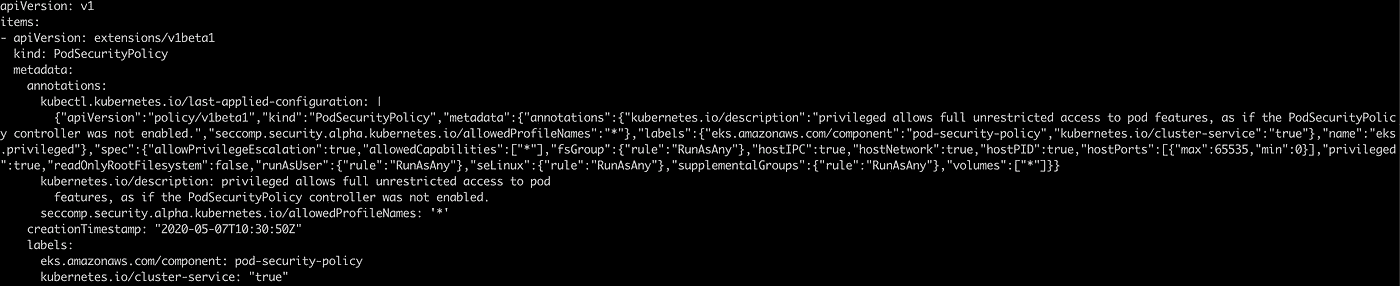 apiVersion: v1
items:
- apiVersion: extensions/v1beta1
  kind: PodSecurityPolicy
  metadata:
    annotations:
      kubectl.kubernetes.io/last-applied-configuration: |
        {"apiVersion":"policy/v1beta1","kind":"PodSecurityPolicy","metadata":{"annotations":{"kubernetes.io/description":"privileged allows full unrestricted access to pod features, as if the PodSecurityPolic
y controller was not enabled.","seccomp.security.alpha.kubernetes.io/allowedProfileNames":"*"},"labels":{"eks.amazonaws.com/component":"pod-security-policy","kubernetes.io/cluster-service":"true"},"name":"eks
.privileged"},"spec":{"allowPrivilegeEscalation":true,"allowedCapabilities":["*"],"fsGroup":{"rule":"RunAsAny"},"hostIPC":true,"hostNetwork":true,"hostPID":true,"hostPorts":[{"max":65535,"min":0}],"privileged
":true,"readOnlyRootFilesystem":false,"runAsUser":{"rule":"RunAsAny"},"seLinux":{"rule":"RunAsAny"},"supplementalGroups":{"rule":"RunAsAny"},"volumes":["*"]}}
      kubernetes.io/description: privileged allows full unrestricted access to pod
        features, as if the PodSecurityPolicy controller was not enabled.
      seccomp.security.alpha.kubernetes.io/allowedProfileNames: '*'
    creationTimestamp: "2020-05-07T10:30:50Z"
    labels:
      eks.amazonaws.com/component: pod-security-policy
      kubernetes.io/cluster-service: "true"